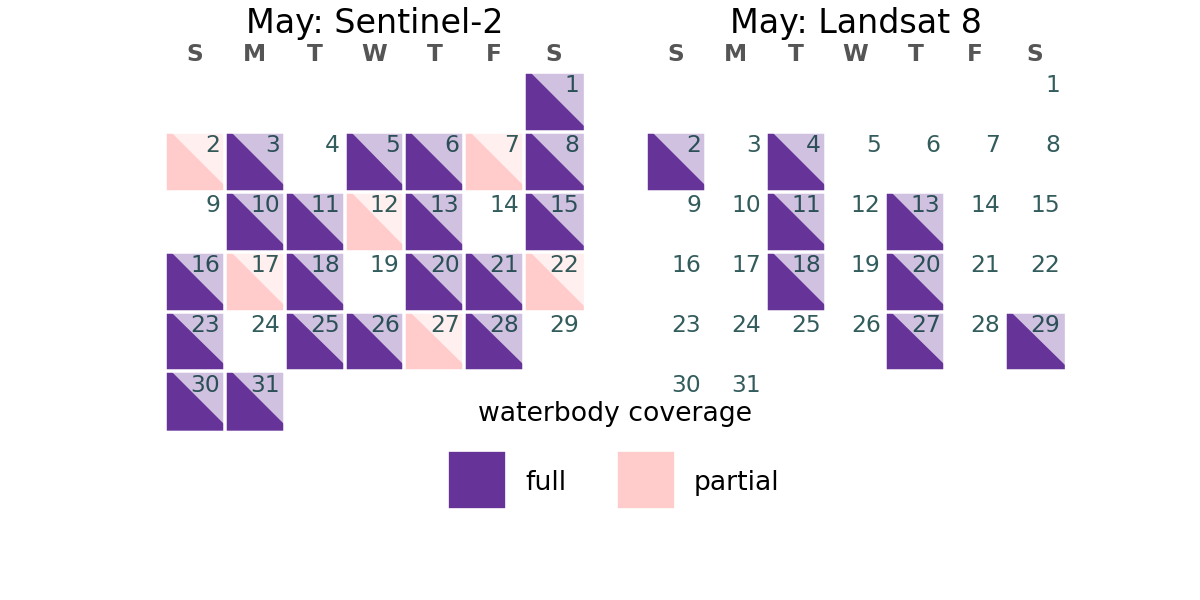 May: Sentinel-2
S M T W T F S
1
2 3 4 5 6 7 8
9 10 11 12 13 14 15
16 17 18 19 20 21 22
23 24 25 26 27 28 29
30 31
May: Landsat 8
S M T W T F S
1
2 3 4 5 6 7 8
9 10 11 12 13 14 15
16 17 18 19 20 21 22
23 24 25 26 27 28 29
30 31
waterbody coverage
full partial